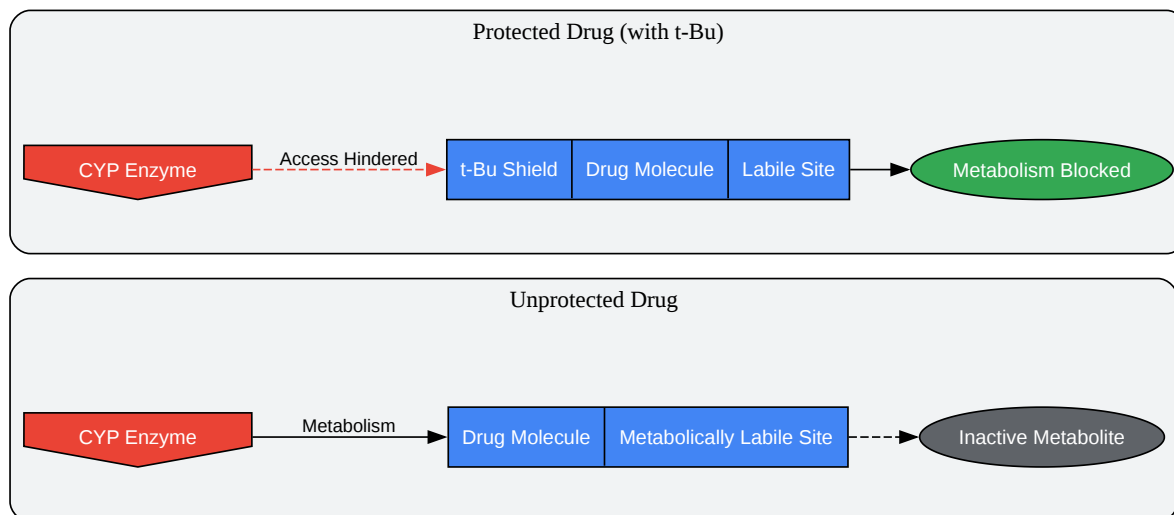 Protected Drug (with t-Bu)
CYP Enzyme
Access Hindered
t-Bu Shield
Drug Molecule
Labile Site
Metabolism Blocked
Unprotected Drug
CYP Enzyme
Metabolism
Drug Molecule
Metabolically Labile Site
Inactive Metabolite